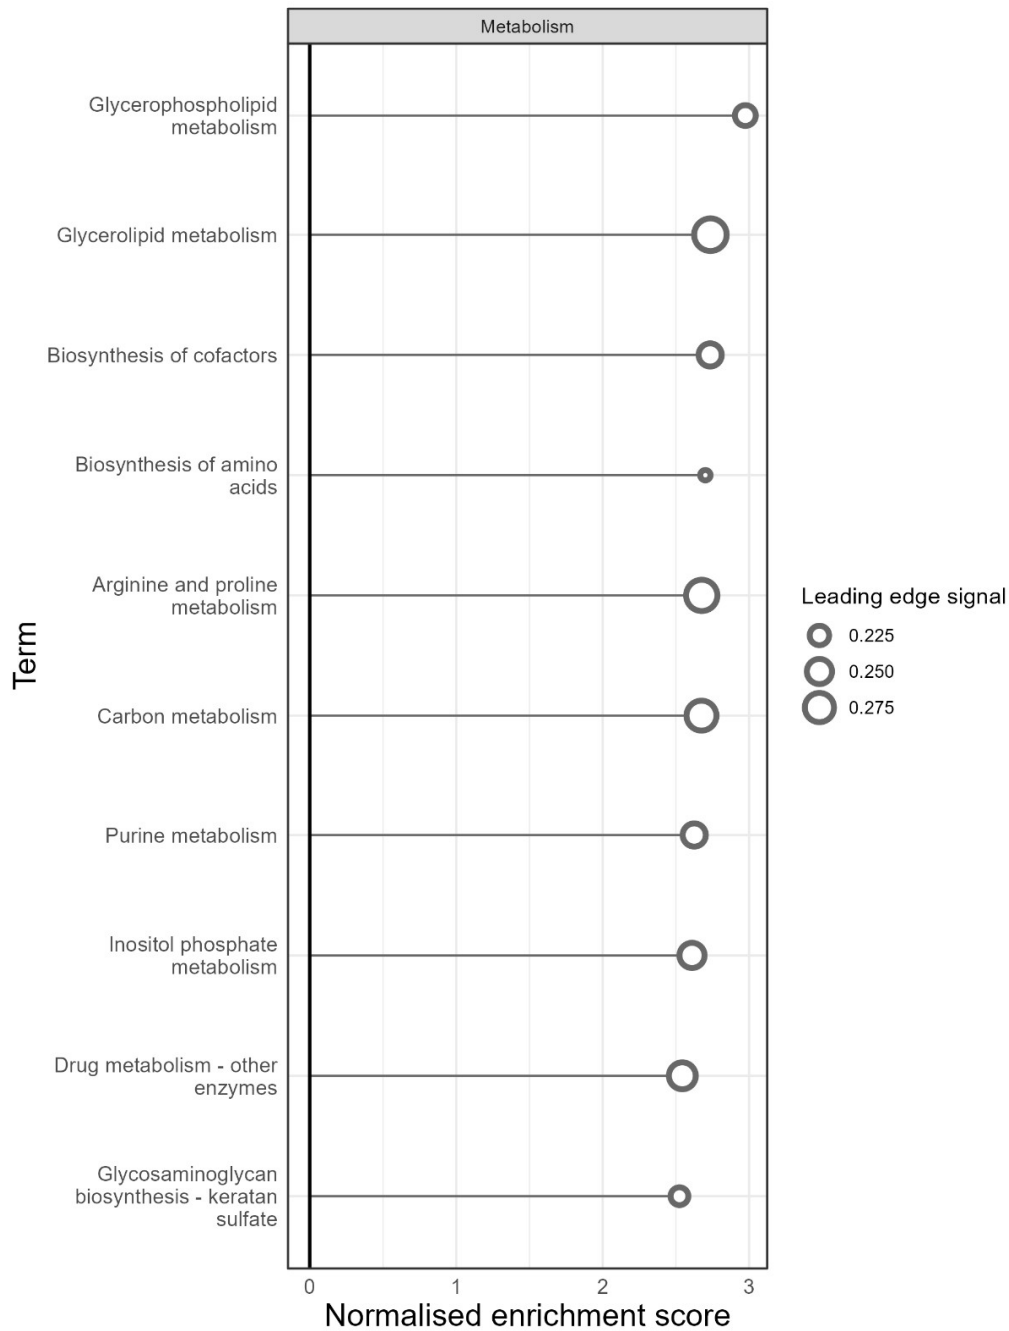 Metabolism
Glycerophospholipid
metabolism
Glycerolipid metabolism
Biosynthesis of cofactors
Biosynthesis of amino
acids
Arginine and proline
metabolism
Carbon metabolism
Purine metabolism
Inositol phosphate
metabolism
Drug metabolism - other
enzymes
Glycosaminoglycan
biosynthesis - keratan
sulfate
Term
0 1 2 3
Normalised enrichment score
Leading edge signal
0.225
0.250
0.275